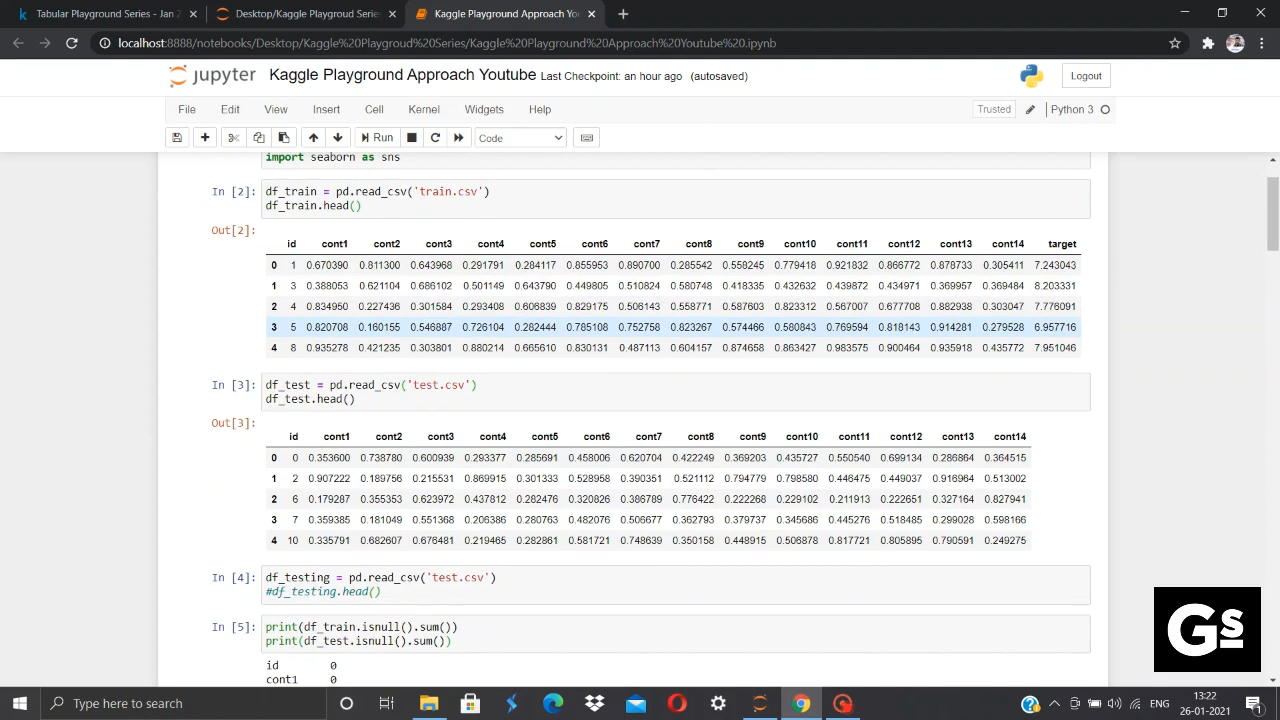 Tabular Playground Series - Jan 2
Desktop/Kaggle Playgroud Series
Kaggle Playground Approach You
localhost:8888/notebooks/Desktop/Kaggle%20Playgroud%20Series/Kaggle%20Playground%20Approach%20Youtube%20.ipynb
jupyter Kaggle Playground Approach Youtube Last Checkpoint: an hour ago (autosaved) Logout
File Edit View Insert Cell Kernel Widgets Help Trusted Python 3
Run Code
import seaborn as sns
In [2]: df_train = pd.read_csv('train.csv')
df_train.head()
Out[2]:
id cont1 cont2 cont3 cont4 cont5 cont6 cont7 cont8 cont9 cont10 cont11 cont12 cont13 cont14 target
0 1 0.670390 0.811300 0.643968 0.291791 0.284117 0.855953 0.890700 0.285542 0.558245 0.779418 0.921832 0.866772 0.878733 0.305411 7.243043
1 3 0.388053 0.621104 0.686102 0.501149 0.643790 0.449805 0.510824 0.580748 0.418335 0.432632 0.439872 0.434971 0.369957 0.369484 8.203331
2 4 0.834950 0.227436 0.301584 0.293408 0.606839 0.829175 0.506143 0.558771 0.587603 0.823312 0.567007 0.677708 0.882938 0.303047 7.776091
3 5 0.820708 0.160155 0.546887 0.726104 0.282444 0.785108 0.752758 0.823267 0.574466 0.580843 0.769594 0.818143 0.914281 0.279528 6.957716
4 8 0.935278 0.421235 0.303801 0.880214 0.665610 0.830131 0.487113 0.604157 0.874658 0.863427 0.983575 0.900464 0.935918 0.435772 7.951046
In [3]: df_test = pd.read_csv('test.csv')
df_test.head()
Out[3]:
id cont1 cont2 cont3 cont4 cont5 cont6 cont7 cont8 cont9 cont10 cont11 cont12 cont13 cont14
0 0 0.353600 0.738780 0.600939 0.293377 0.285691 0.458006 0.620704 0.422249 0.369203 0.435727 0.550540 0.699134 0.286864 0.364515
1 2 0.907222 0.189756 0.215531 0.869915 0.301333 0.528958 0.390351 0.521112 0.794779 0.798580 0.446475 0.449037 0.916964 0.513002
2 6 0.179287 0.355353 0.623972 0.437812 0.282476 0.320826 0.386789 0.776422 0.222268 0.229102 0.211913 0.222651 0.327164 0.827941
3 7 0.359385 0.181049 0.551368 0.206386 0.280763 0.482076 0.506677 0.362793 0.379737 0.345686 0.445276 0.518485 0.299028 0.598166
4 10 0.335791 0.682607 0.676481 0.219465 0.282861 0.581721 0.748639 0.350158 0.448915 0.506878 0.817721 0.805895 0.790591 0.249275
In [4]: df_testing = pd.read_csv('test.csv')
#df_testing.head()
In [5]: print(df_train.isnull().sum())
print(df_test.isnull().sum())
id 0
cont1 0
Gs
Type here to search
ENG
13:22
26-01-2021